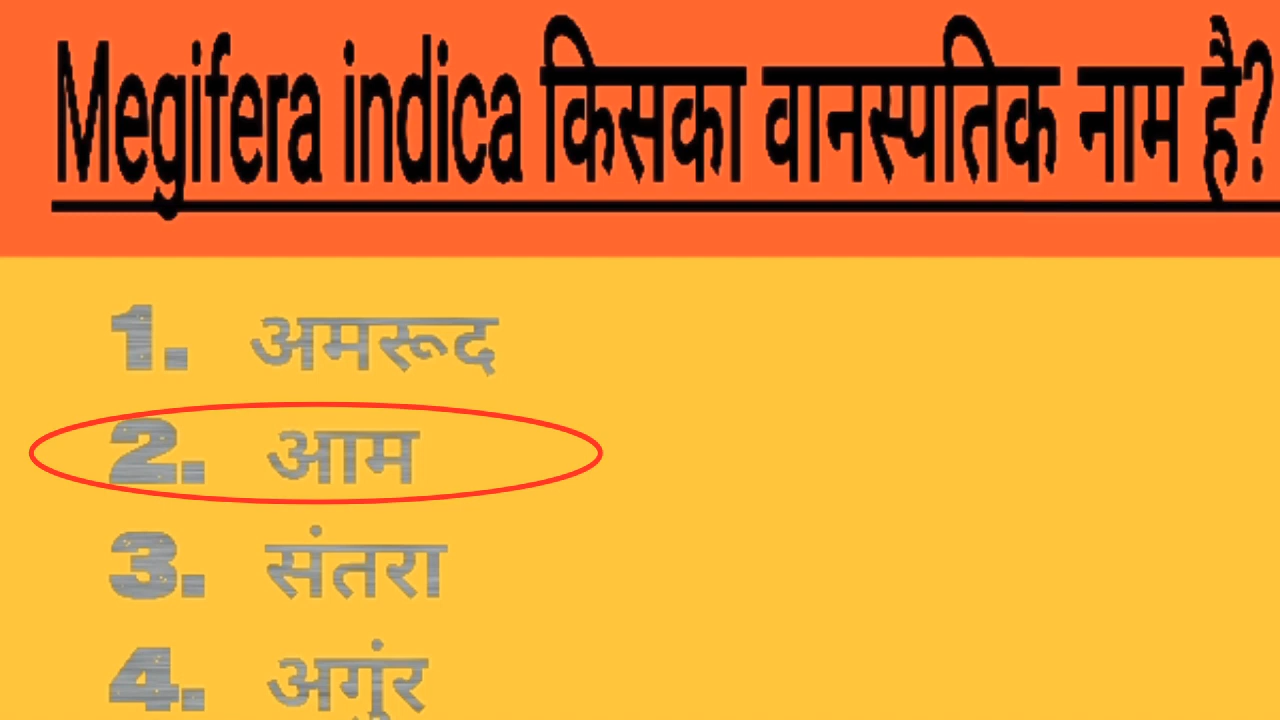 Megifera indica किसका वानस्पतिक नाम है?
1. अमरूद
2. आम
3. संतरा
4. अगुंर